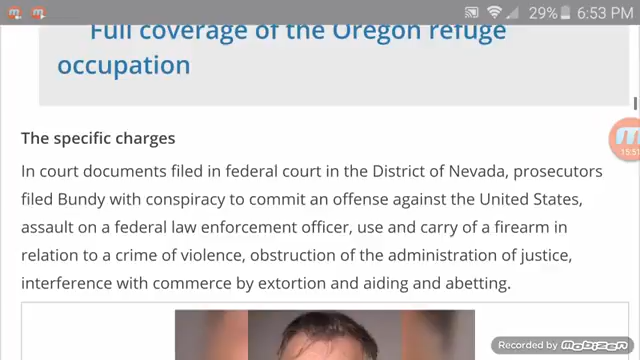 29% 6:53 PM
Full coverage of the Oregon refuge
occupation
15:51
The specific charges
In court documents filed in federal court in the District of Nevada, prosecutors
filed Bundy with conspiracy to commit an offense against the United States,
assault on a federal law enforcement officer, use and carry of a firearm in
relation to a crime of violence, obstruction of the administration of justice,
interference with commerce by extortion and aiding and abetting.
Recorded by mobizen